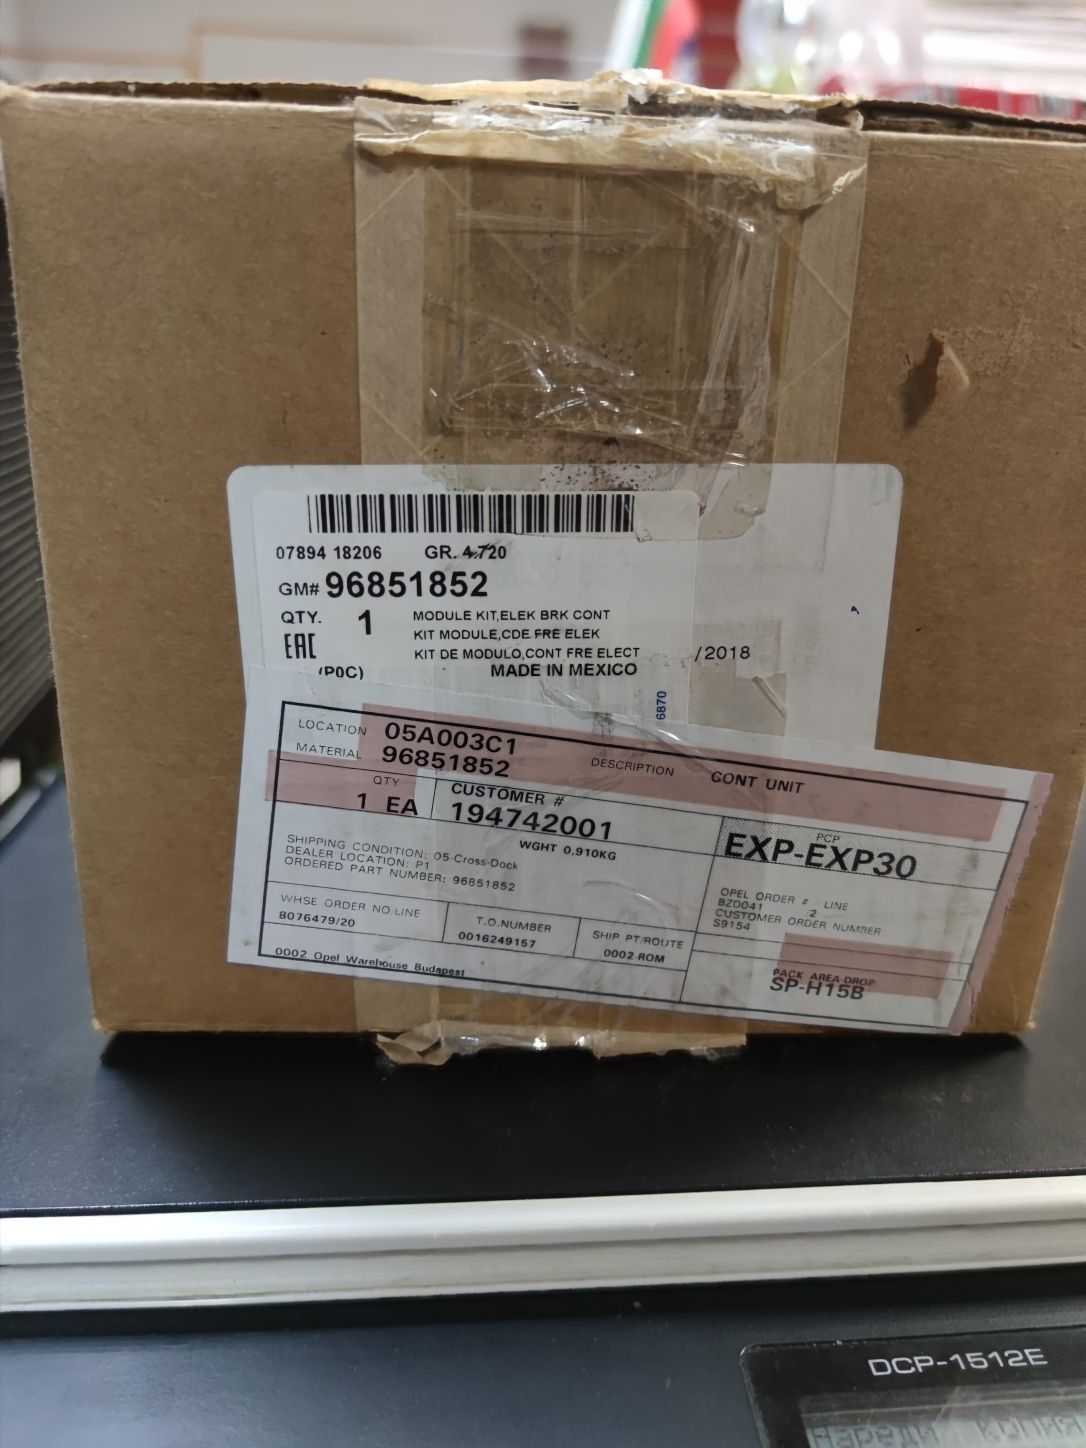 07894 18206 GR. 4.720
GM# 96851852
QTY. 1 MODULE KIT,ELEK BRK CONT
KIT MODULE,CDE FRE ELEK
EAC KIT DE MODULO,CONT FRE ELECT /2018
(P0C) MADE IN MEXICO
6870
LOCATION 05A003C1
MATERIAL 96851852 DESCRIPTION CONT UNIT
QTY 1 EA CUSTOMER # 194742001
WGHT 0.910KG
PCP
EXP-EXP30
SHIPPING CONDITION: 05 Cross-Dock
DEALER LOCATION: P1
ORDERED PART NUMBER: 96851852
OPEL ORDER # LINE
BZD041 2
CUSTOMER ORDER NUMBER
S9154
WHSE ORDER NO LINE
8076479/20
T.O.NUMBER
0016249157
SHIP PT/ROUTE
0002 ROM
PACK AREA-DROP
SP-H15B
0002 Opel Warehouse Budapest
DCP-1512E